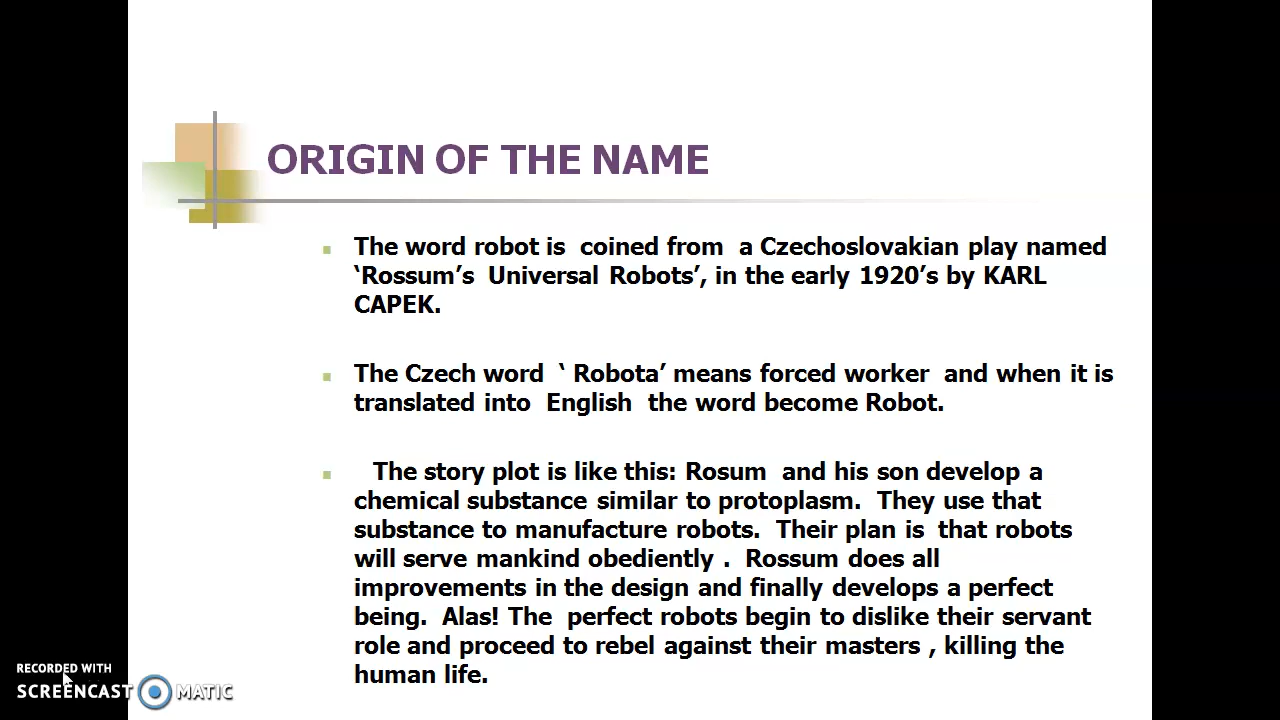 ORIGIN OF THE NAME
The word robot is coined from a Czechoslovakian play named
‘Rossum’s Universal Robots’, in the early 1920’s by KARL
CAPEK.
The Czech word ‘ Robota’ means forced worker and when it is
translated into English the word become Robot.
The story plot is like this: Rosum and his son develop a
chemical substance similar to protoplasm. They use that
substance to manufacture robots. Their plan is that robots
will serve mankind obediently . Rossum does all
improvements in the design and finally develops a perfect
being. Alas! The perfect robots begin to dislike their servant
role and proceed to rebel against their masters , killing the
human life.
RECORDED WITH
SCREENCAST MATIC